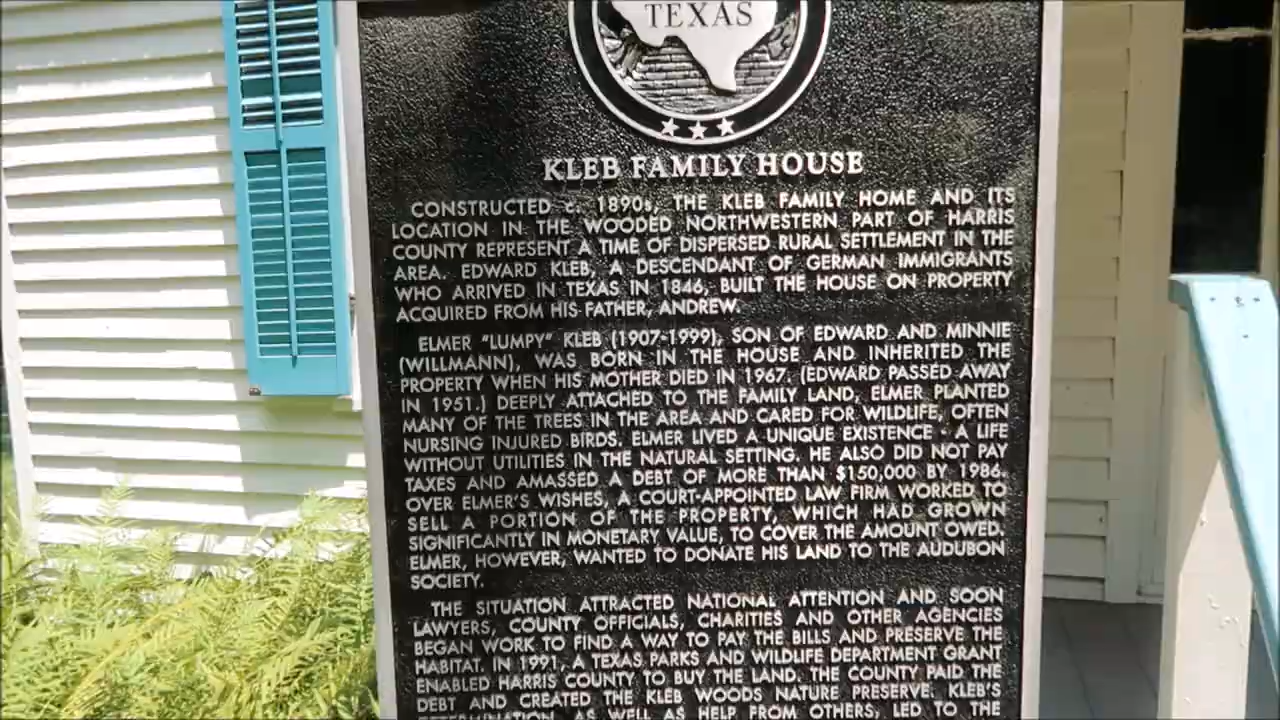 TEXAS
KLEB FAMILY HOUSE
CONSTRUCTED c. 1890s, THE KLEB FAMILY HOME AND ITS
LOCATION IN THE WOODED NORTHWESTERN PART OF HARRIS
COUNTY REPRESENT A TIME OF DISPERSED RURAL SETTLEMENT IN THE
AREA. EDWARD KLEB, A DESCENDANT OF GERMAN IMMIGRANTS
WHO ARRIVED IN TEXAS IN 1846, BUILT THE HOUSE ON PROPERTY
ACQUIRED FROM HIS FATHER, ANDREW.
ELMER "LUMPY" KLEB (1907-1999), SON OF EDWARD AND MINNIE
(WILLMANN), WAS BORN IN THE HOUSE AND INHERITED THE
PROPERTY WHEN HIS MOTHER DIED IN 1967. (EDWARD PASSED AWAY
IN 1951.) DEEPLY ATTACHED TO THE FAMILY LAND, ELMER PLANTED
MANY OF THE TREES IN THE AREA AND CARED FOR WILDLIFE, OFTEN
NURSING INJURED BIRDS. ELMER LIVED A UNIQUE EXISTENCE - A LIFE
WITHOUT UTILITIES IN THE NATURAL SETTING. HE ALSO DID NOT PAY
TAXES AND AMASSED A DEBT OF MORE THAN $150,000 BY 1986.
OVER ELMER'S WISHES, A COURT-APPOINTED LAW FIRM WORKED TO
SELL A PORTION OF THE PROPERTY, WHICH HAD GROWN
SIGNIFICANTLY IN MONETARY VALUE, TO COVER THE AMOUNT OWED.
ELMER, HOWEVER, WANTED TO DONATE HIS LAND TO THE AUDUBON
SOCIETY.
THE SITUATION ATTRACTED NATIONAL ATTENTION AND SOON
LAWYERS, COUNTY OFFICIALS, CHARITIES AND OTHER AGENCIES
BEGAN WORK TO FIND A WAY TO PAY THE BILLS AND PRESERVE THE
HABITAT. IN 1991, A TEXAS PARKS AND WILDLIFE DEPARTMENT GRANT
ENABLED HARRIS COUNTY TO BUY THE LAND. THE COUNTY PAID THE
DEBT AND CREATED THE KLEB WOODS NATURE PRESERVE. KLEB'S
DETERMINATION, AS WELL AS HELP FROM OTHERS, LED TO THE